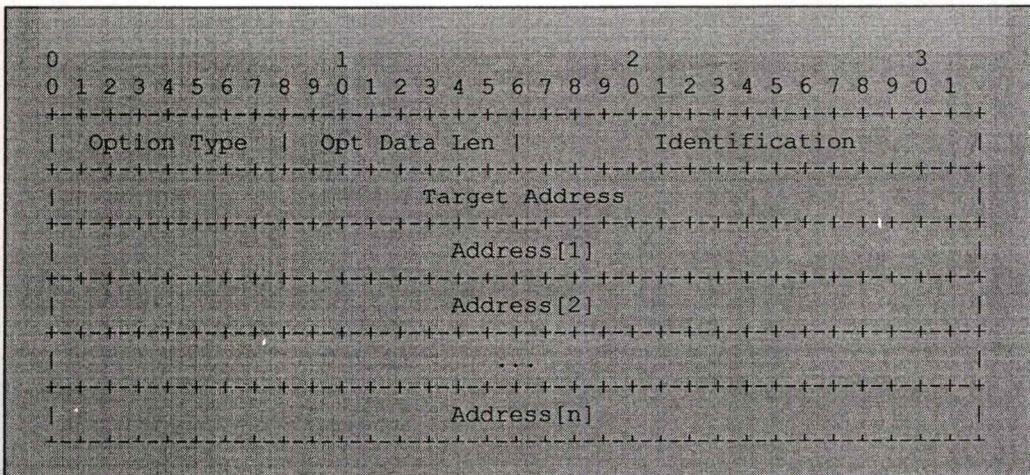 0                   1                   2                   3
0 1 2 3 4 5 6 7 8 9 0 1 2 3 4 5 6 7 8 9 0 1 2 3 4 5 6 7 8 9 0 1
+-+-+-+-+-+-+-+-+-+-+-+-+-+-+-+-+-+-+-+-+-+-+-+-+-+-+-+-+-+-+-+-+
|  Option Type  |  Opt Data Len |         Identification        |
+-+-+-+-+-+-+-+-+-+-+-+-+-+-+-+-+-+-+-+-+-+-+-+-+-+-+-+-+-+-+-+-+
|                         Target Address                        |
+-+-+-+-+-+-+-+-+-+-+-+-+-+-+-+-+-+-+-+-+-+-+-+-+-+-+-+-+-+-+-+-+
|                           Address[1]                          |
+-+-+-+-+-+-+-+-+-+-+-+-+-+-+-+-+-+-+-+-+-+-+-+-+-+-+-+-+-+-+-+-+
|                           Address[2]                          |
+-+-+-+-+-+-+-+-+-+-+-+-+-+-+-+-+-+-+-+-+-+-+-+-+-+-+-+-+-+-+-+-+
|                              ...                              |
+-+-+-+-+-+-+-+-+-+-+-+-+-+-+-+-+-+-+-+-+-+-+-+-+-+-+-+-+-+-+-+-+
|                           Address[n]                          |
+-+-+-+-+-+-+-+-+-+-+-+-+-+-+-+-+-+-+-+-+-+-+-+-+-+-+-+-+-+-+-+-+